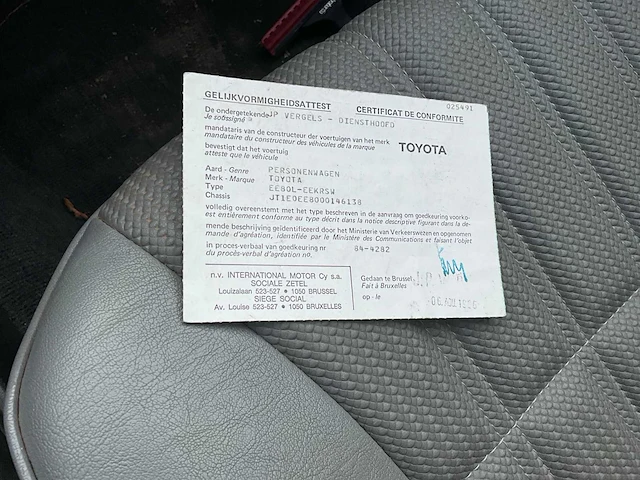 025491
GELIJKVORMIGHEIDSATTEST CERTIFICAT DE CONFORMITE
De ondergetekende JP VERGELS - DIENSTHOOFD
Je soussigné
mandataris van de constructeur der voertuigen van het merk
mandataire du constructeur des véhicules de la marque
TOYOTA
bevestigt dat het voertuig
atteste que le véhicule
Aard - Genre PERSONENWAGEN
Merk - Marque TOYOTA
Type EE80L-EEKRSW
Chassis JT1E0EE8000146138
volledig overeenstemt met het type beschreven in de aanvraag om goedkeuring voorko-
est entièrement conforme au type décrit dans la notice descriptive figurant dans la de-
mende beschrijving geïdentificeerd door het Ministerie van Verkeerswezen en opgenomen
mande d'agréation, identifiée par le Ministère des Communications et faisant l'objet
in proces-verbaal van goedkeuring nr 84-4282
du procès-verbal d'agréation nº.
n.v. INTERNATIONAL MOTOR Cy s.a.
SOCIALE ZETEL
Louizalaan 523-527 • 1050 BRUSSEL
SIEGE SOCIAL
Av. Louise 523-527 • 1050 BRUXELLES
Gedaan te Brussel
Fait à Bruxelles
op - le